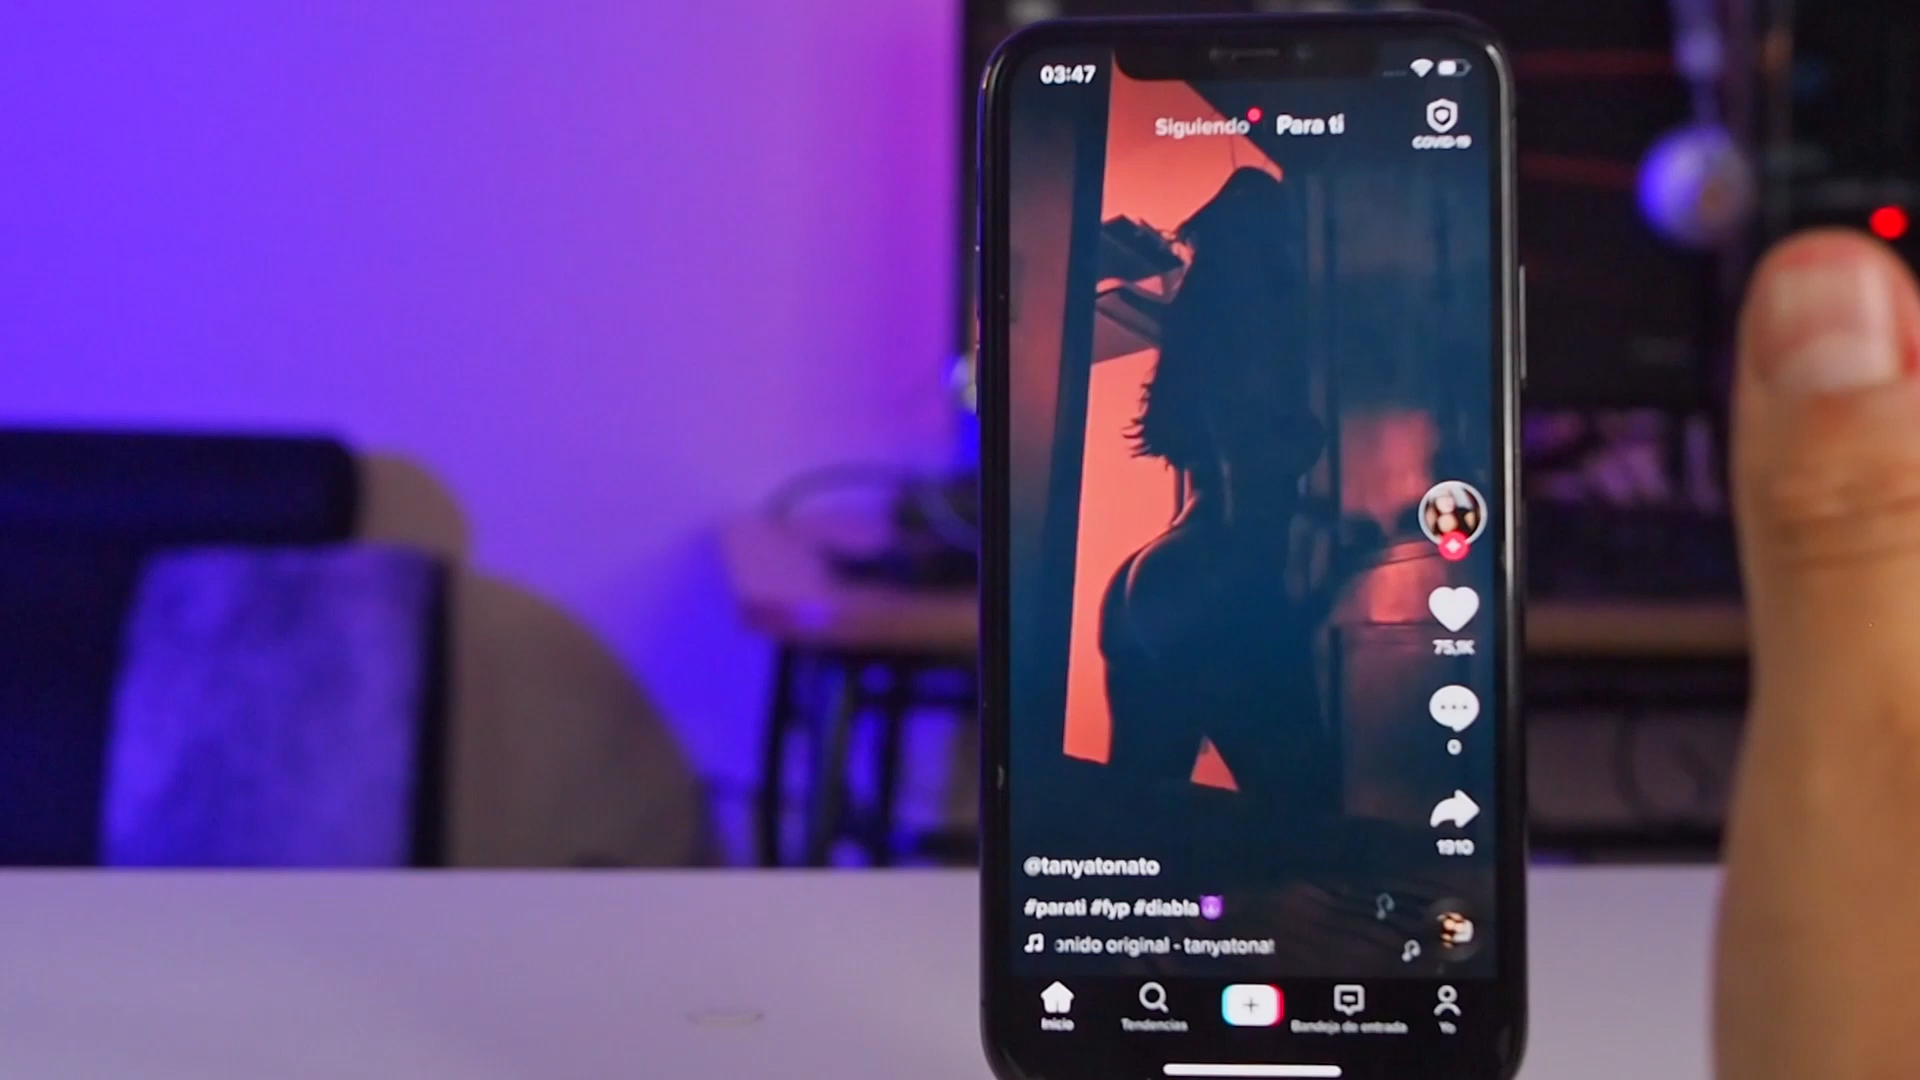 03:47
Siguiendo Para ti
COVID-19
75,1K
0
1910
@tanyatonato
#parati #fyp #diabla😈
onido original - tanyatonat
Inicio Tendencias Bandeja de entrada Yo